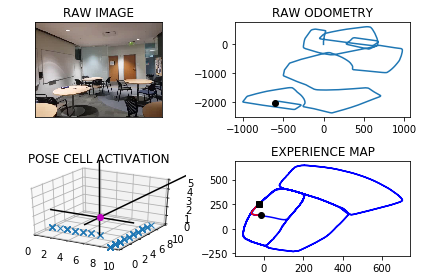 RAW IMAGE
RAW ODOMETRY
0
−1000
−2000
−1000 −500 0 500 1000
POSE CELL ACTIVATION
0 2 4 6 8 10
0 2 4 6 8 10
0 1 2 3 4 5
EXPERIENCE MAP
500
250
0
−250
0 200 400 600